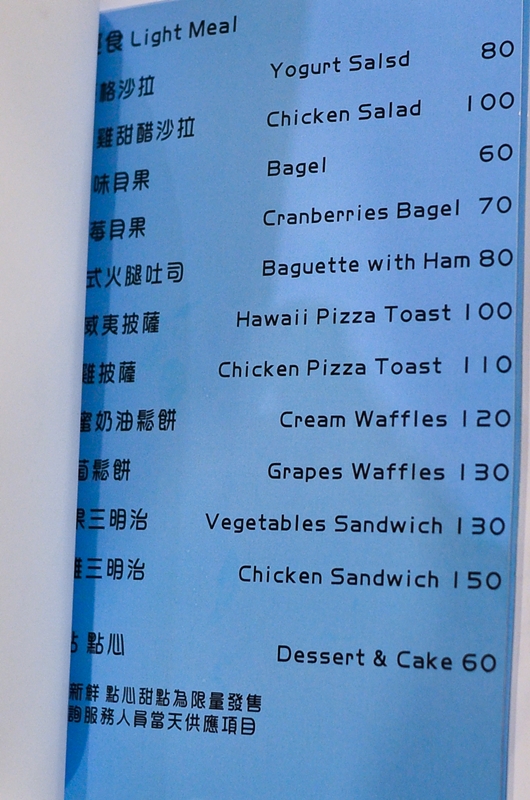 食 Light Meal
格沙拉 Yogurt Salsd 80
雞甜醋沙拉 Chicken Salad 100
味貝果 Bagel 60
莓貝果 Cranberries Bagel 70
式火腿吐司 Baguette with Ham 80
威夷披薩 Hawaii Pizza Toast 100
雞披薩 Chicken Pizza Toast 110
蜜奶油鬆餅 Cream Waffles 120
萄鬆餅 Grapes Waffles 130
果三明治 Vegetables Sandwich 130
雞三明治 Chicken Sandwich 150
點心 Dessert & Cake 60
新鮮 點心甜點為限量發售
詢服務人員當天供應項目